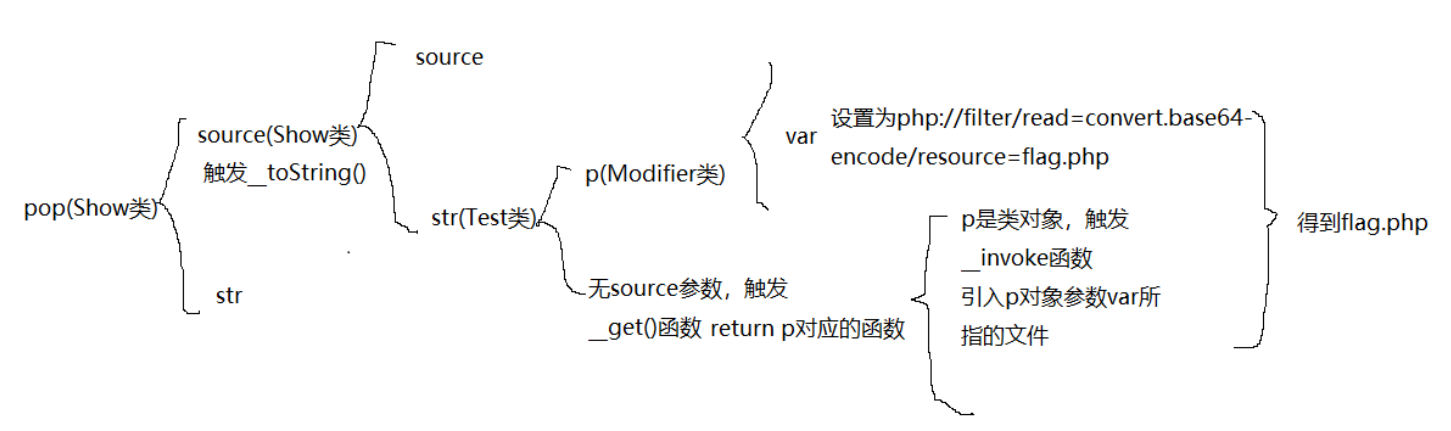 pop(Show类)
source(Show类)
触发__toString()
str
source
str(Test类)
p(Modifier类)
无source参数，触发
__get()函数 return p对应的函数
var
设置为php://filter/read=convert.base64-
encode/resource=flag.php
p是类对象，触发
__invoke函数
引入p对象参数var所
指的文件
得到flag.php